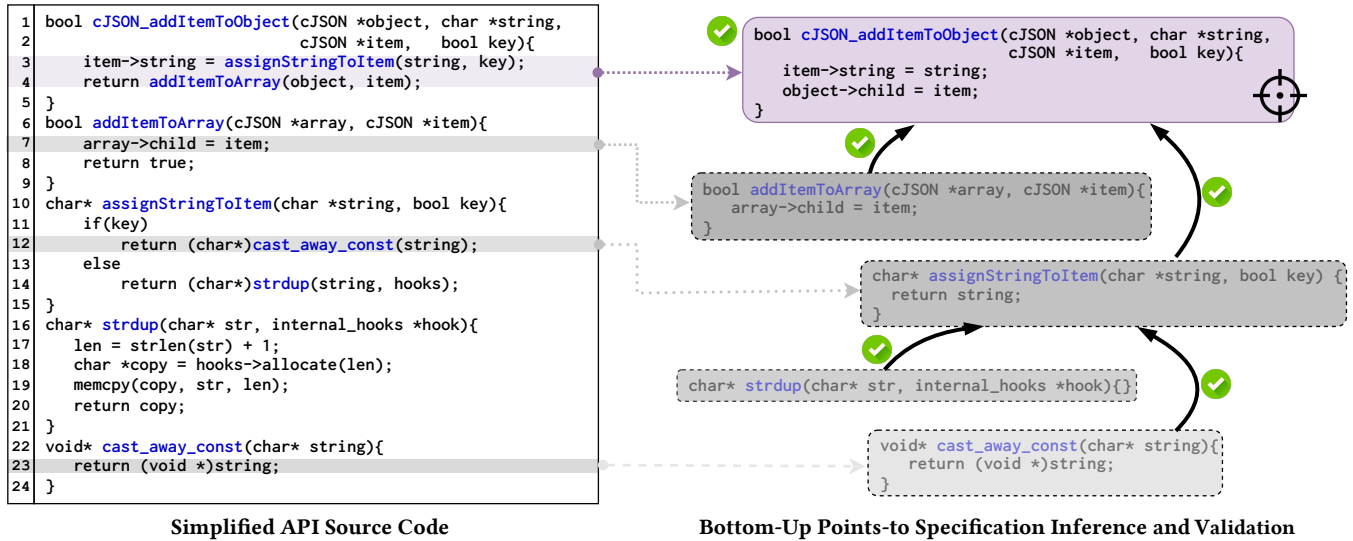 1 bool cJSON_addItemToObject(cJSON *object, char *string,
2 cJSON *item, bool key){
3 item->string = assignStringToItem(string, key);
4 return addItemToArray(object, item);
5 }
6 bool addItemToArray(cJSON *array, cJSON *item){
7 array->child = item;
8 return true;
9 }
10 char* assignStringToItem(char *string, bool key){
11 if(key)
12 return (char*)cast_away_const(string);
13 else
14 return (char*)strdup(string, hooks);
15 }
16 char* strdup(char* str, internal_hooks *hook){
17 len = strlen(str) + 1;
18 char *copy = hooks->allocate(len);
19 memcpy(copy, str, len);
20 return copy;
21 }
22 void* cast_away_const(char* string){
23 return (void *)string;
24 }
Simplified API Source Code
bool cJSON_addItemToObject(cJSON *object, char *string,
cJSON *item, bool key){
item->string = string;
object->child = item;
}
bool addItemToArray(cJSON *array, cJSON *item){
array->child = item;
}
char* assignStringToItem(char *string, bool key) {
return string;
}
char* strdup(char* str, internal_hooks *hook){}
void* cast_away_const(char* string){
return (void *)string;
}
Bottom-Up Points-to Specification Inference and Validation